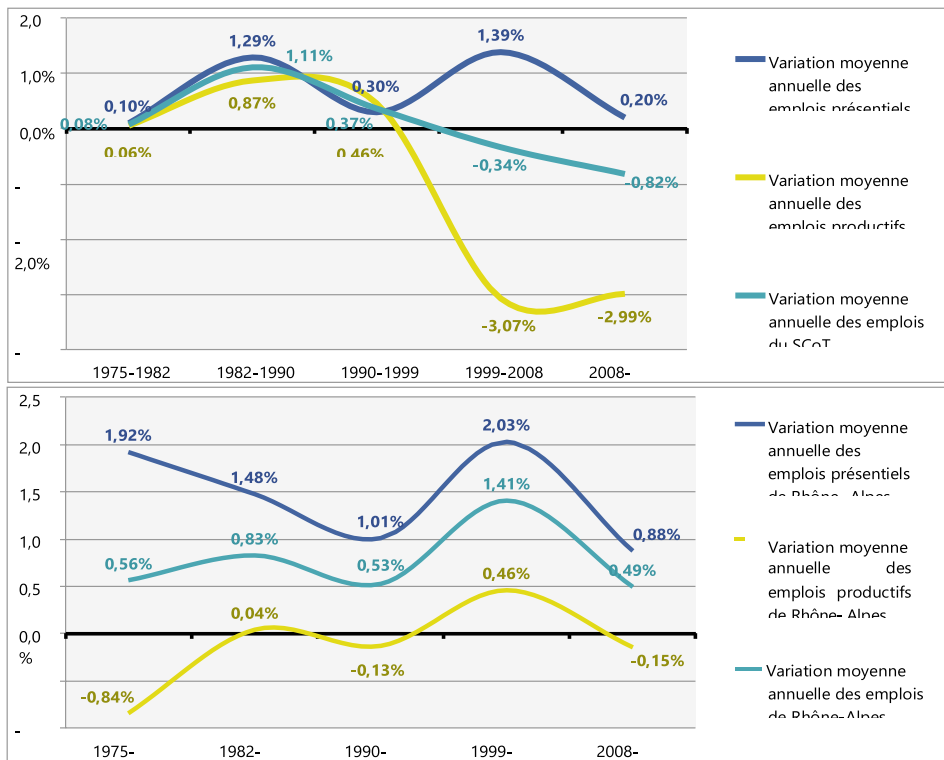 2,0
1,0%
0,0%
-
2,0%
-
0,10%
1,29%
0,30%
1,39%
0,20%
0,08%
1,11%
0,37%
-0,34%
-0,82%
0,06%
0,87%
0,46%
-3,07%
-2,99%
1975-1982
1982-1990
1990-1999
1999-2008
2008-
Variation moyenne
annuelle des
emplois présentiels
Variation moyenne
annuelle des
emplois productifs
Variation moyenne
annuelle des emplois
du SCoT
2,5
2,0
1,5
1,0
0,5
0,0
%
-
1,92%
1,48%
1,01%
2,03%
0,88%
0,56%
0,83%
0,53%
1,41%
0,49%
-0,84%
0,04%
-0,13%
0,46%
-0,15%
1975-
1982-
1990-
1999-
2008-
Variation moyenne
annuelle des
emplois présentiels
de Rhône- Alpes
Variation moyenne
annuelle des
emplois productifs
de Rhône- Alpes
Variation moyenne
annuelle des emplois
de Rhône-Alpes